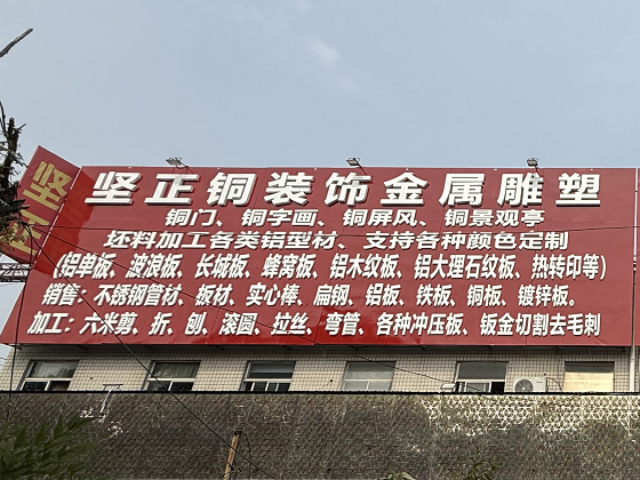 坚正铜装饰金属雕塑
铜门、铜字画、铜屏风、铜景观亭
坯料加工各类铝型材、支持各种颜色定制
(铝单板、波浪板、长城板、蜂窝板、铝木纹板、铝大理石纹板、热转印等)
销售：不锈钢管材、板材、实心棒、扁钢、铝板、铁板、铜板、镀锌板。
加工：六米剪、折、刨、滚圆、拉丝、弯管、各种冲压板、钣金切割去毛刺
坚正